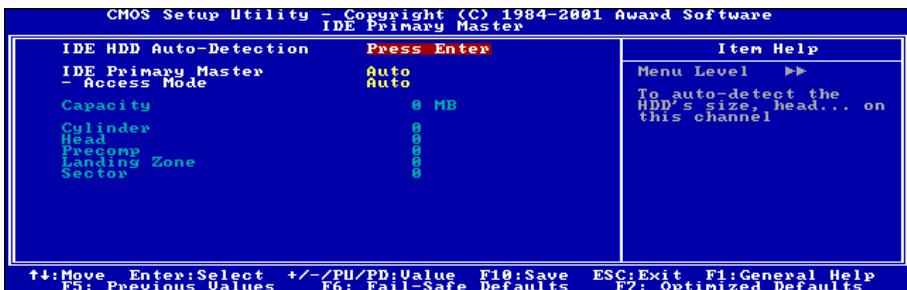 CMOS Setup Utility - Copyright (C) 1984-2001 Award Software
IDE Primary Master
IDE HDD Auto-Detection Press Enter
IDE Primary Master Auto
- Access Mode Auto
Capacity 0 MB
Cylinder 0
Head 0
Precomp 0
Landing Zone 0
Sector 0
Item Help
Menu Level ▶▶
To auto-detect the
HDD's size, head... on
this channel
↑↓:Move Enter:Select +/-/PU/PD:Value F10:Save ESC:Exit F1:General Help
F5: Previous Values F6: Fail-Safe Defaults F7: Optimized Defaults